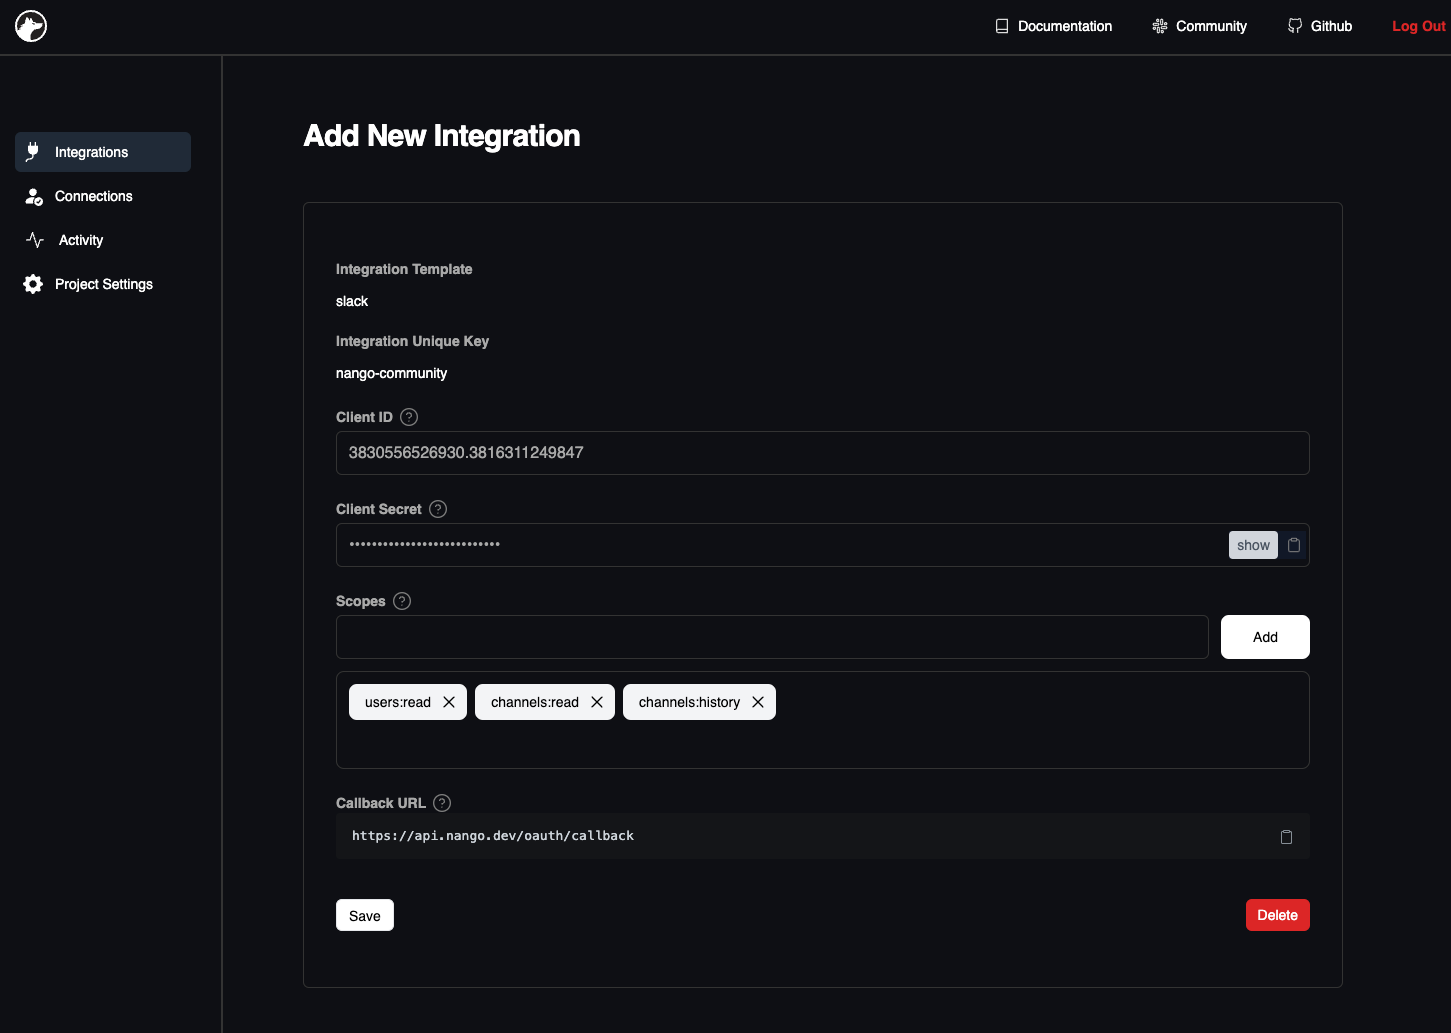 Documentation
Community
Github
Log Out
Integrations
Connections
Activity
Project Settings
Add New Integration
Integration Template
slack
Integration Unique Key
nango-community
Client ID ?
3830556526930.3816311249847
Client Secret ?
•••••••••••••••••••••••••••
show
Scopes ?
Add
users:read
channels:read
channels:history
Callback URL ?
https://api.nango.dev/oauth/callback
Save
Delete